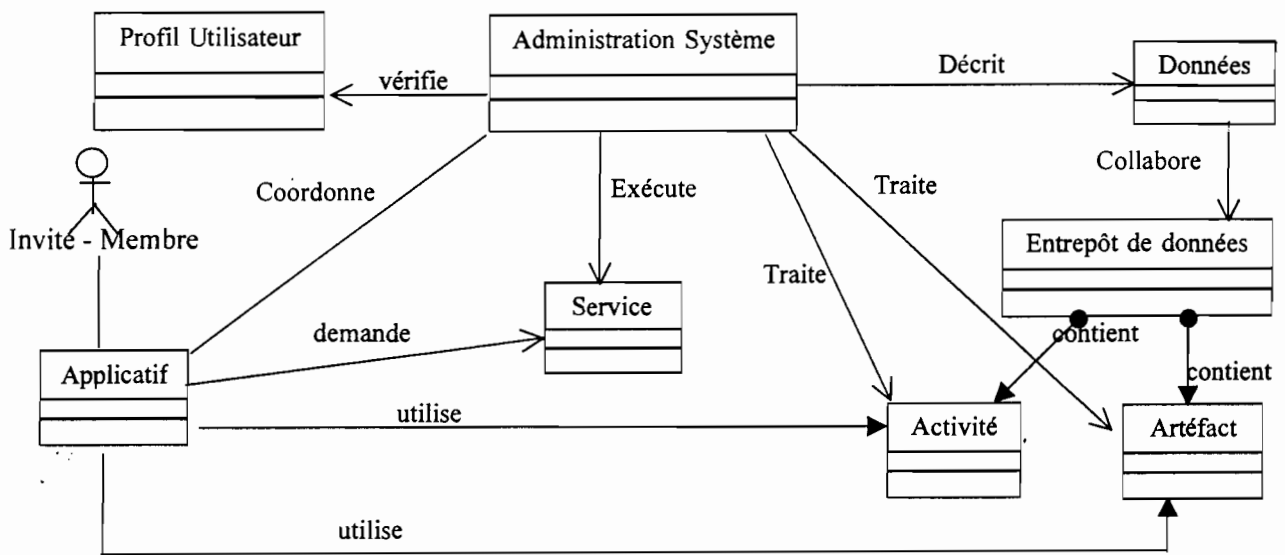 Profil Utilisateur
Administration Système
Données
Décrit
vérifie
Collabore
Coordonne
Exécute
Traite
Invité - Membre
Entrepôt de données
Traite
Service
demande
contient
Applicatif
contient
utilise
Activité
Artéfact
utilise